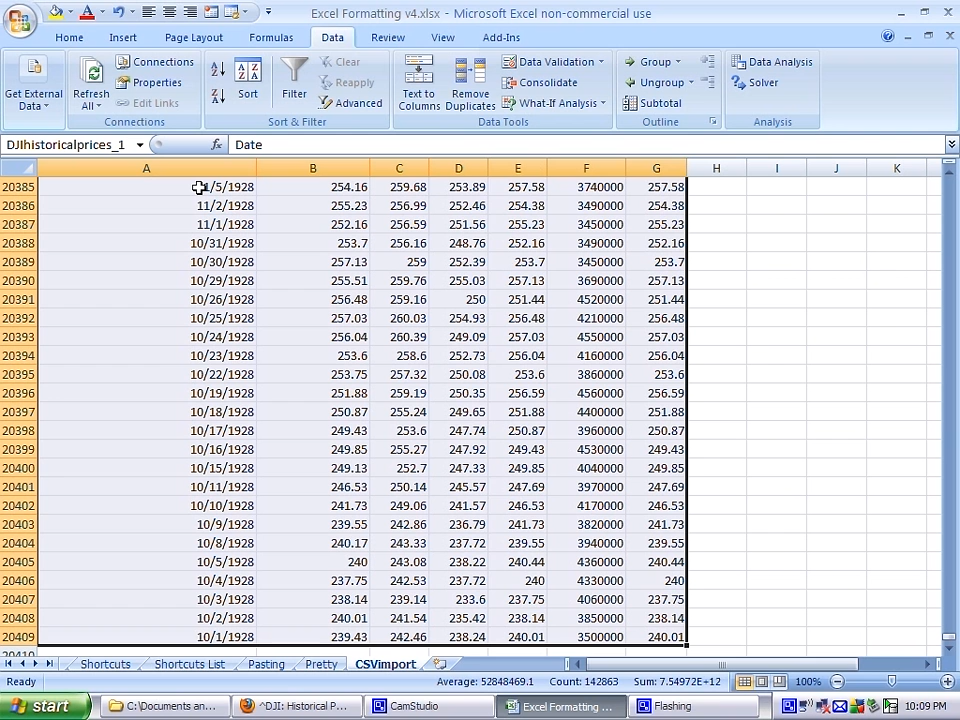 Excel Formatting v4.xlsx - Microsoft Excel non-commercial use
Home Insert Page Layout Formulas Data Review View Add-Ins
Get External Data
Refresh All
Connections
Properties
Edit Links
Connections
Sort
Filter
Clear
Reapply
Advanced
Sort & Filter
Text to Columns
Remove Duplicates
Data Validation
Consolidate
What-If Analysis
Data Tools
Group
Ungroup
Subtotal
Outline
Data Analysis
Solver
Analysis
DJIhistoricalprices_1 fx Date
A B C D E F G H I J K
20385 /5/1928 254.16 259.68 253.89 257.58 3740000 257.58
20386 11/2/1928 255.23 256.99 252.46 254.38 3490000 254.38
20387 11/1/1928 252.16 256.59 251.56 255.23 3450000 255.23
20388 10/31/1928 253.7 256.16 248.76 252.16 3490000 252.16
20389 10/30/1928 257.13 259 252.39 253.7 3450000 253.7
20390 10/29/1928 255.51 259.76 255.03 257.13 3690000 257.13
20391 10/26/1928 256.48 259.16 250 251.44 4520000 251.44
20392 10/25/1928 257.03 260.03 254.93 256.48 4210000 256.48
20393 10/24/1928 256.04 260.39 249.09 257.03 4550000 257.03
20394 10/23/1928 253.6 258.6 252.73 256.04 4160000 256.04
20395 10/22/1928 253.75 257.32 250.08 253.6 3860000 253.6
20396 10/19/1928 251.88 259.19 250.35 256.59 4560000 256.59
20397 10/18/1928 250.87 255.24 249.65 251.88 4400000 251.88
20398 10/17/1928 249.43 253.6 247.74 250.87 3960000 250.87
20399 10/16/1928 249.85 255.27 247.92 249.43 4530000 249.43
20400 10/15/1928 249.13 252.7 247.33 249.85 4040000 249.85
20401 10/11/1928 246.53 250.14 245.57 247.69 3970000 247.69
20402 10/10/1928 241.73 249.06 241.57 246.53 4170000 246.53
20403 10/9/1928 239.55 242.86 236.79 241.73 3820000 241.73
20404 10/8/1928 240.17 243.33 237.72 239.55 3940000 239.55
20405 10/5/1928 240 243.08 238.22 240.44 4360000 240.44
20406 10/4/1928 237.75 242.53 237.72 240 4330000 240
20407 10/3/1928 238.14 239.14 233.6 237.75 4060000 237.75
20408 10/2/1928 240.01 241.54 235.42 238.14 3850000 238.14
20409 10/1/1928 239.43 242.46 238.24 240.01 3500000 240.01
20410
Shortcuts Shortcuts List Pasting Pretty CSVimport
Ready Average: 52848469.1 Count: 142863 Sum: 7.54972E+12 100%
start C:\Documents an... ^DJI: Historical P... CamStudio Excel Formatting ... Flashing 10:09 PM